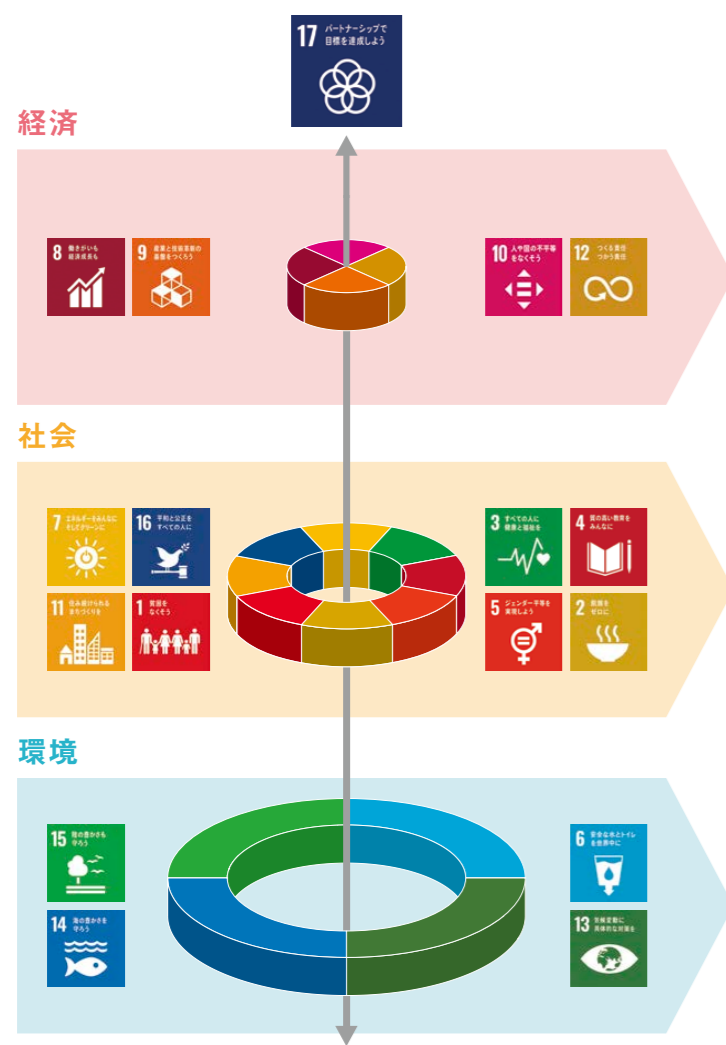 17 パートナーシップで
目標を達成しよう
経済
8 働きがいも
経済成長も
9 産業と技術革新の
基盤をつくろう
10 人や国の不平等
をなくそう
12 つくる責任
つかう責任
社会
7 エネルギーをみんなに
そしてクリーンに
16 平和と公正を
すべての人に
3 すべての人に
健康と福祉を
4 質の高い教育を
みんなに
11 住み続けられる
まちづくりを
1 貧困を
なくそう
5 ジェンダー平等を
実現しよう
2 飢餓を
ゼロに
環境
15 陸の豊かさも
守ろう
6 安全な水とトイレ
を世界中に
14 海の豊かさを
守ろう
13 気候変動に
具体的な対策を